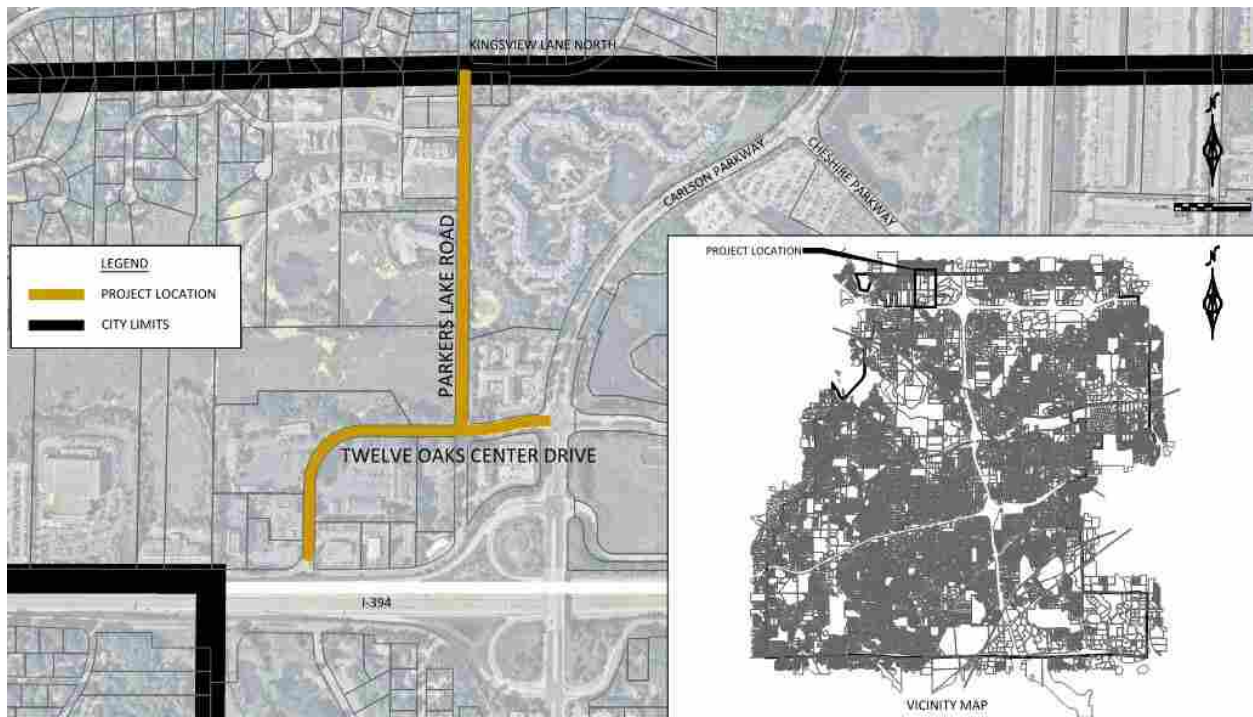 KINGSVIEW LANE NORTH
CARLSON PARKWAY
CHESHIRE PARKWAY
PARKERS LAKE ROAD
LEGEND
PROJECT LOCATION
CITY LIMITS
TWELVE OAKS CENTER DRIVE
I-394
PROJECT LOCATION
VICINITY MAP